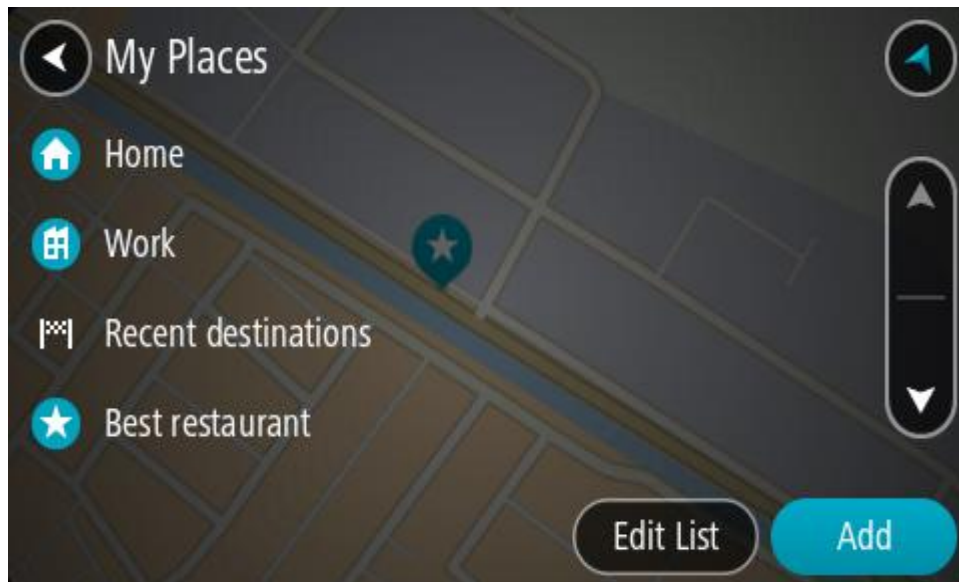 My Places
Home
Work
Recent destinations
Best restaurant
Edit List
Add